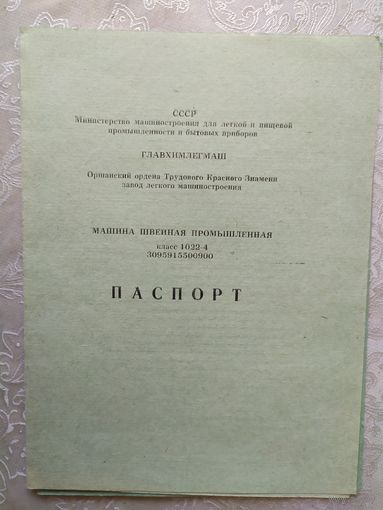 СССР
Министерство машиностроения для легкой и пищевой
промышленности и бытовых приборов
ГЛАВХИМЛЕГМАШ
Оршанский ордена Трудового Красного Знамени
завод легкого машиностроения
МАШИНА ШВЕЙНАЯ ПРОМЫШЛЕННАЯ
класс 1022-4
3095915500900
ПАСПОРТ